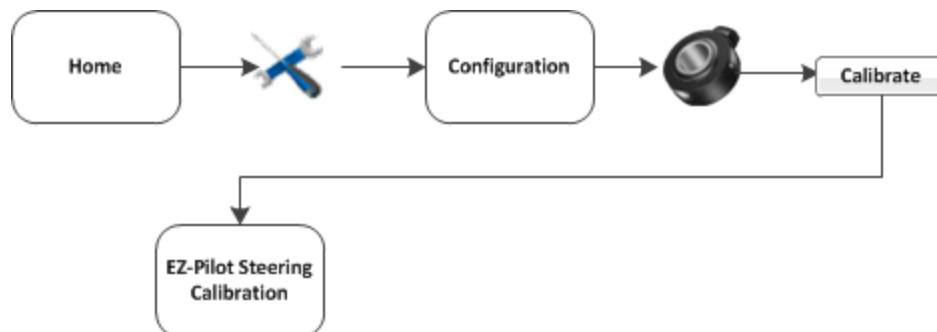 Home
Configuration
Calibrate
EZ-Pilot Steering
Calibration